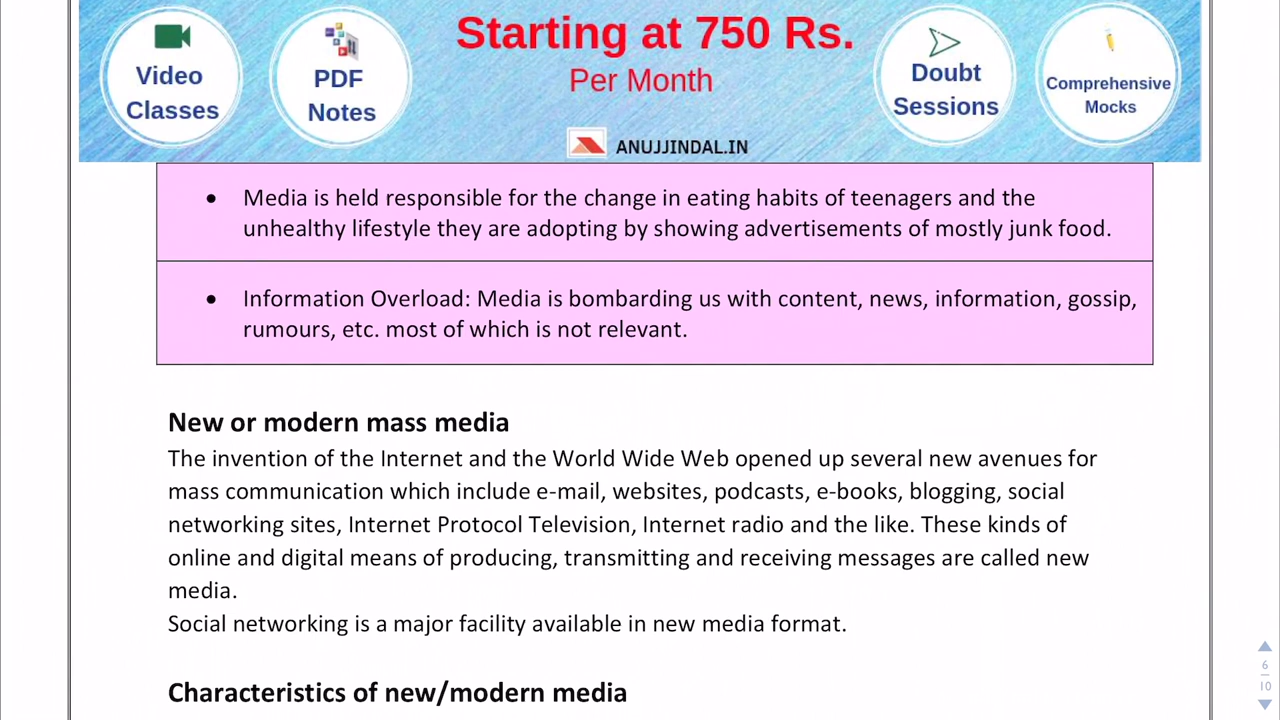 Starting at 750 Rs.
Per Month
Video
Classes
PDF
Notes
Doubt
Sessions
Comprehensive
Mocks
ANUJJINDAL.IN
• Media is held responsible for the change in eating habits of teenagers and the
unhealthy lifestyle they are adopting by showing advertisements of mostly junk food.
• Information Overload: Media is bombarding us with content, news, information, gossip,
rumours, etc. most of which is not relevant.
New or modern mass media
The invention of the Internet and the World Wide Web opened up several new avenues for
mass communication which include e-mail, websites, podcasts, e-books, blogging, social
networking sites, Internet Protocol Television, Internet radio and the like. These kinds of
online and digital means of producing, transmitting and receiving messages are called new
media.
Social networking is a major facility available in new media format.
Characteristics of new/modern media
6
10